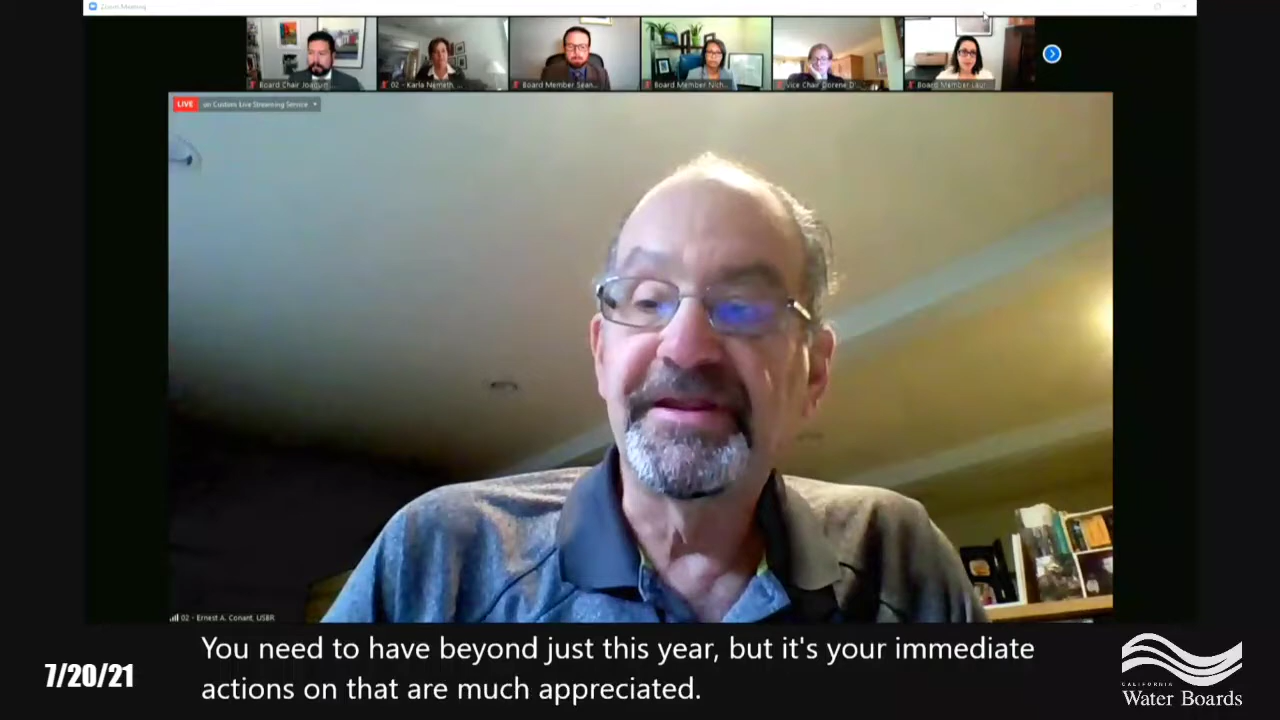 Zoom Meeting
Board Chair Joaquin
02 - Karla Nemeth, ...
Board Member Sean...
Board Member Nich...
Vice Chair Dorene D'...
Board Member Laur...
LIVE on Custom Live Streaming Service
02 - Ernest A. Conant, USBR
You need to have beyond just this year, but it's your immediate
actions on that are much appreciated.
7/20/21
CALIFORNIA
Water Boards